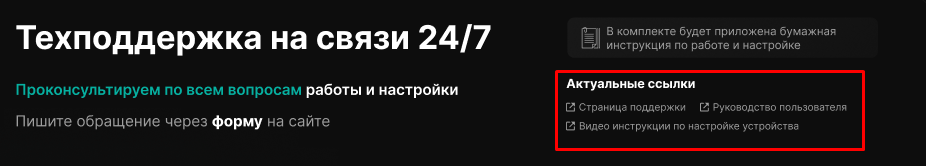 Техподдержка на связи 24/7
Проконсультируем по всем вопросам работы и настройки
Пишите обращение через форму на сайте
В комплекте будет приложена бумажная
инструкция по работе и настройке
Актуальные ссылки
Страница поддержки
Руководство пользователя
Видео инструкции по настройке устройства